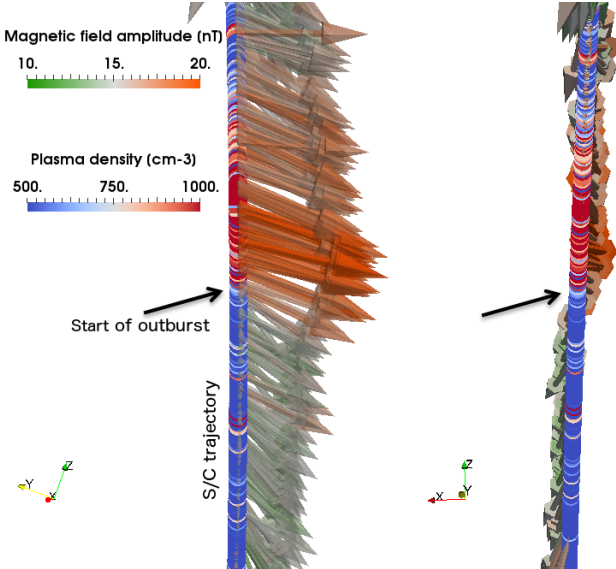 Magnetic field amplitude (nT)
10. 15. 20.
Plasma density (cm-3)
500. 750. 1000.
Start of outburst
S/C trajectory
Z
Y
X
Z
X
Y